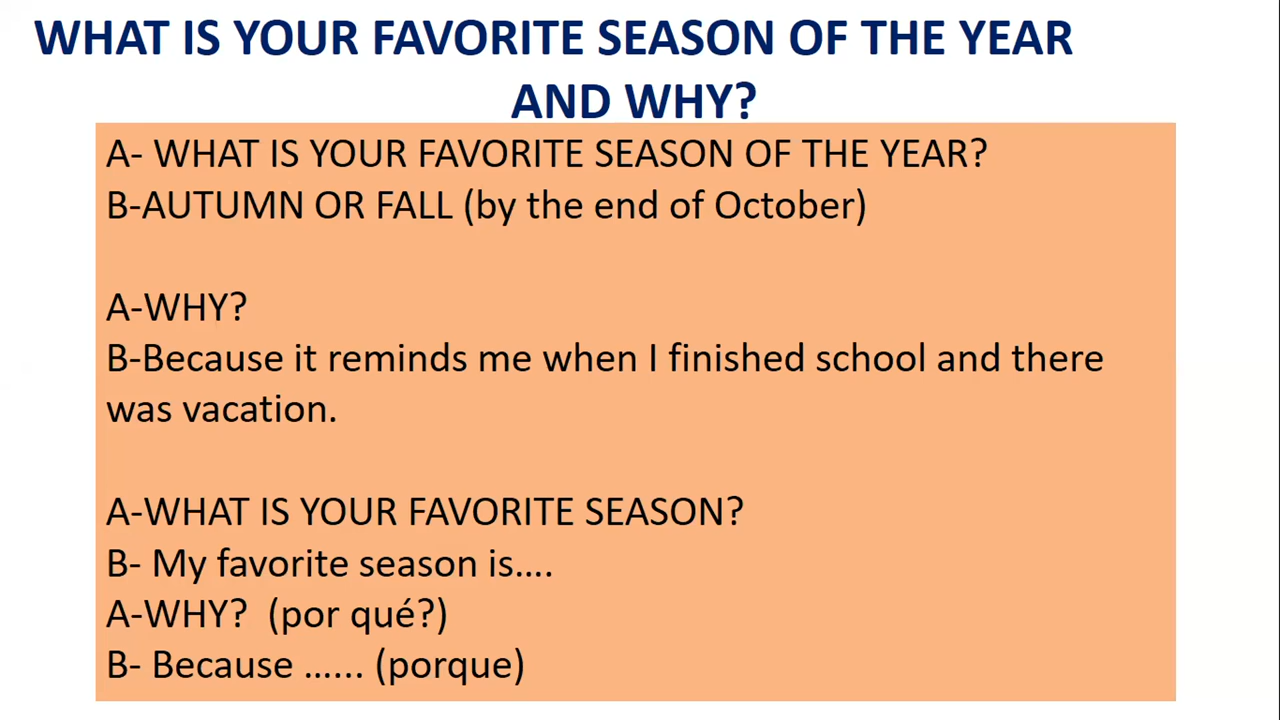 WHAT IS YOUR FAVORITE SEASON OF THE YEAR
AND WHY?
A- WHAT IS YOUR FAVORITE SEASON OF THE YEAR?
B-AUTUMN OR FALL (by the end of October)
A-WHY?
B-Because it reminds me when I finished school and there
was vacation.
A-WHAT IS YOUR FAVORITE SEASON?
B- My favorite season is....
A-WHY?  (por qué?)
B- Because ...... (porque)